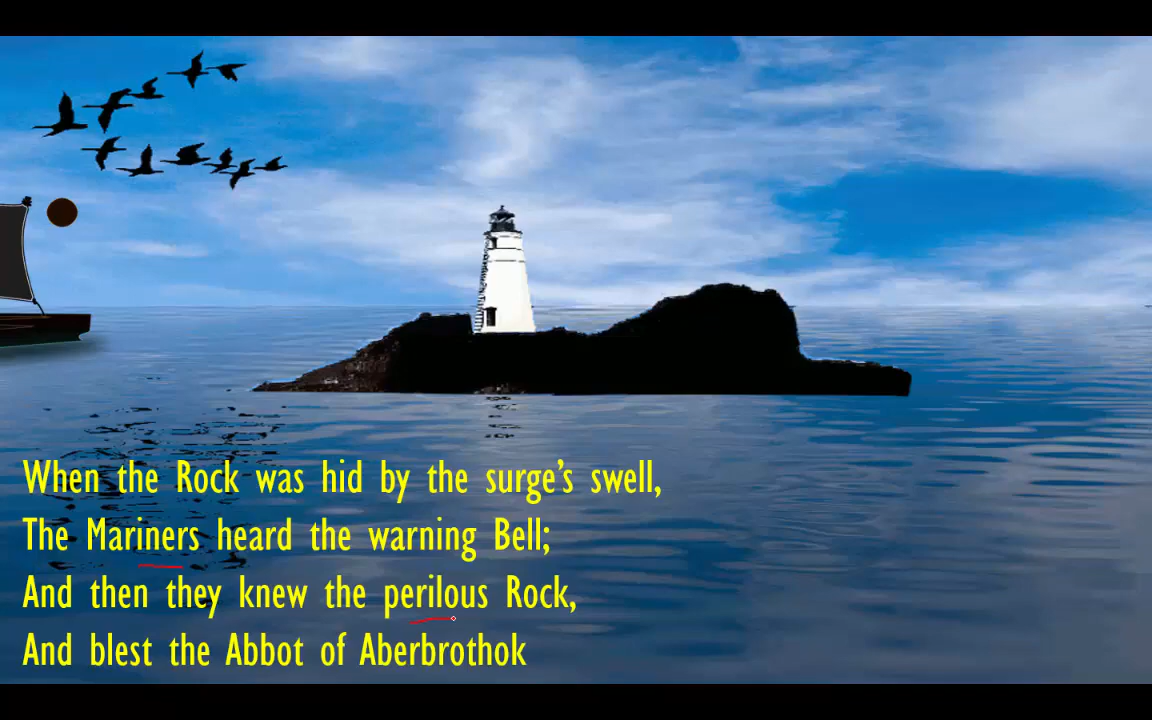 When the Rock was hid by the surge's swell,
The Mariners heard the warning Bell;
And then they knew the perilous Rock,
And blest the Abbot of Aberbrothok